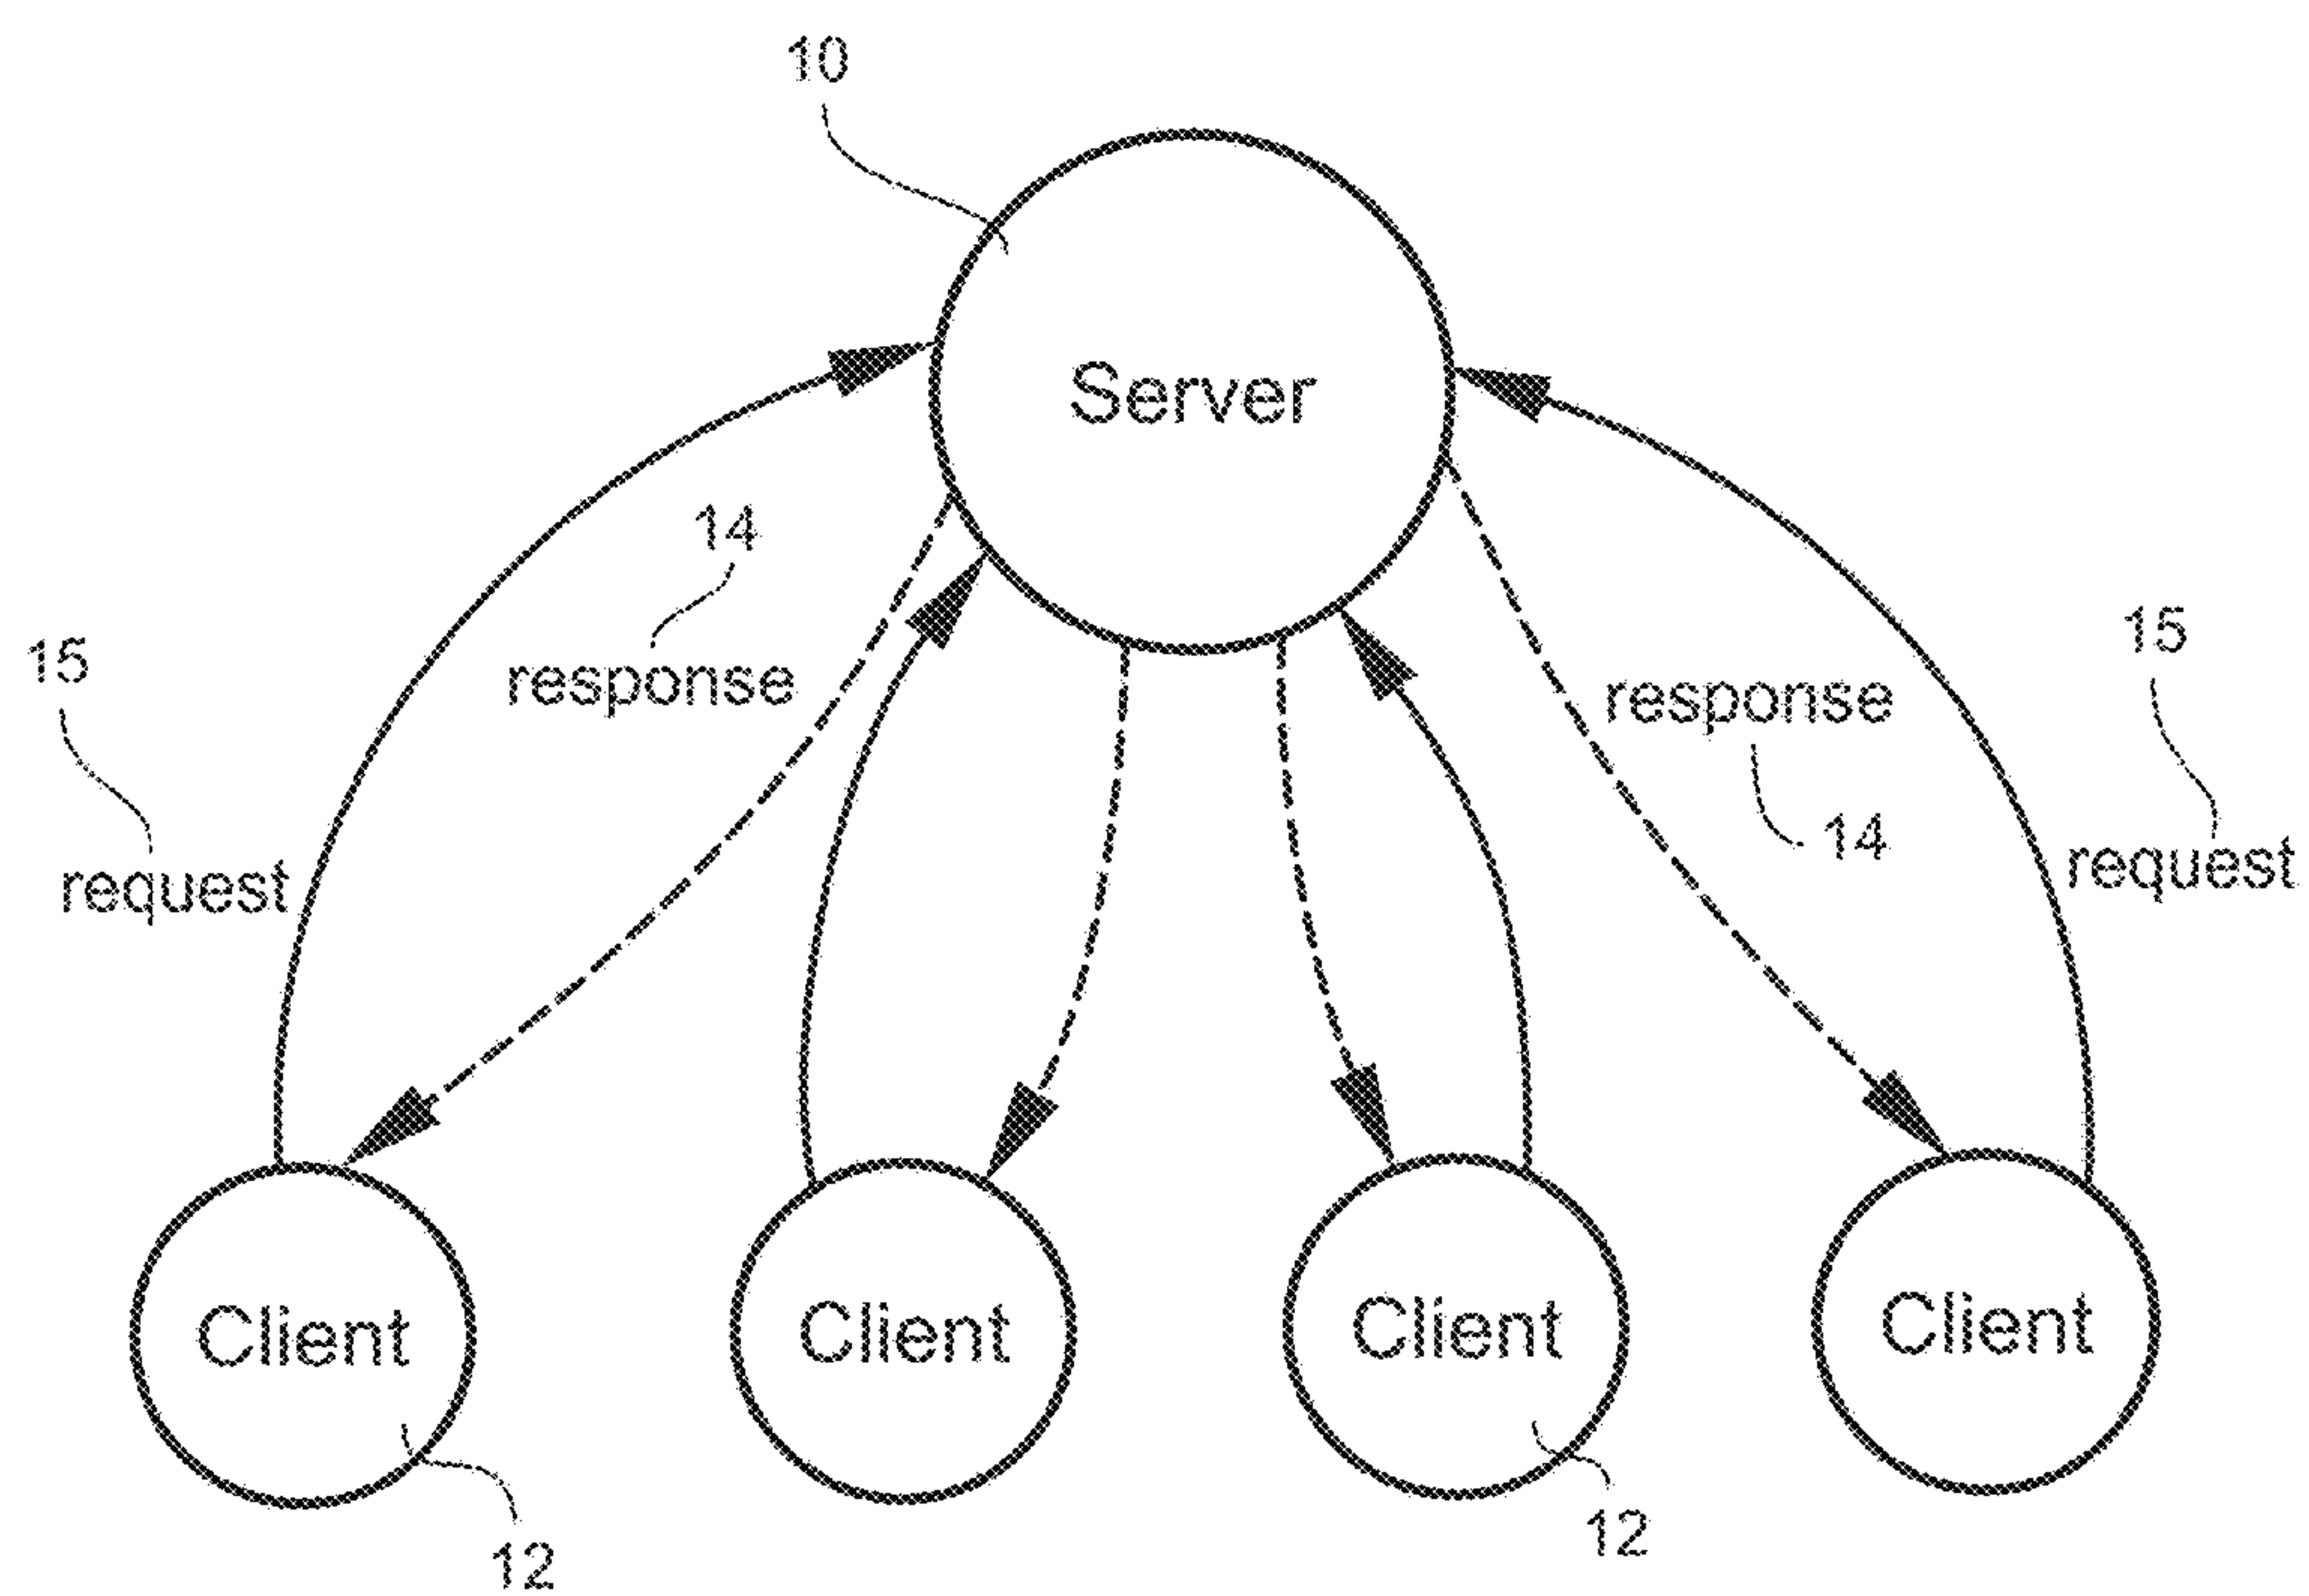 10
Server
14
response
15
request
response
14
15
request
Client
Client
Client
Client
12
12